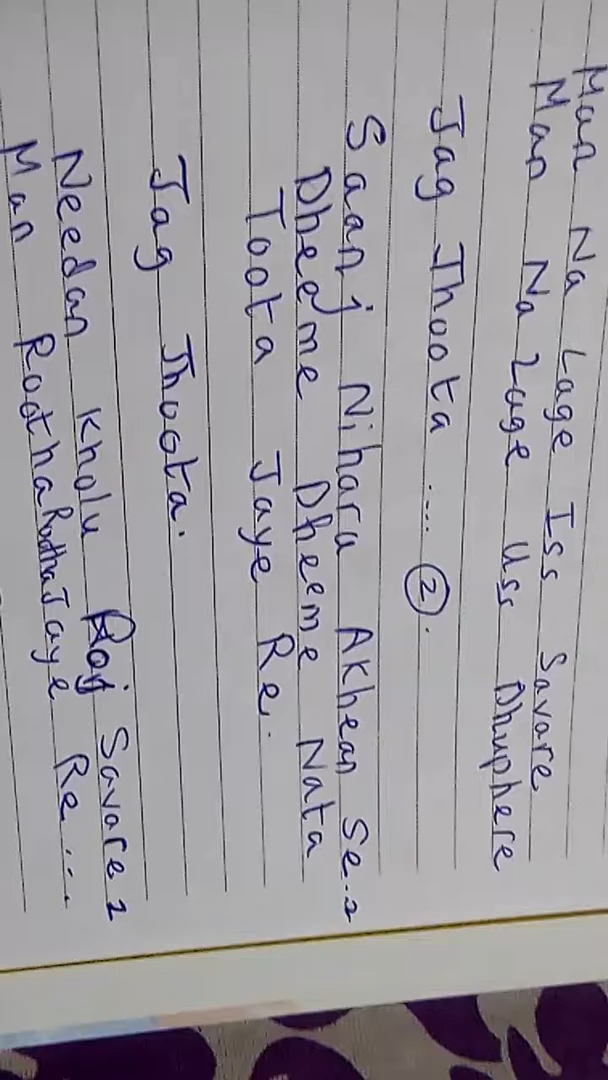 Man Na Lage Iss Savare
Man Na Lage Uss Dhuphere
Jag Jhoota .... ②.
Saanj Nihara Akhean Se..2
Dheeme Dheeme Nata
Toota Jaye Re.
Jag Jhoota.
Needan Kholu Roj Savare 2
Man Rootha Rootha Jaye Re....